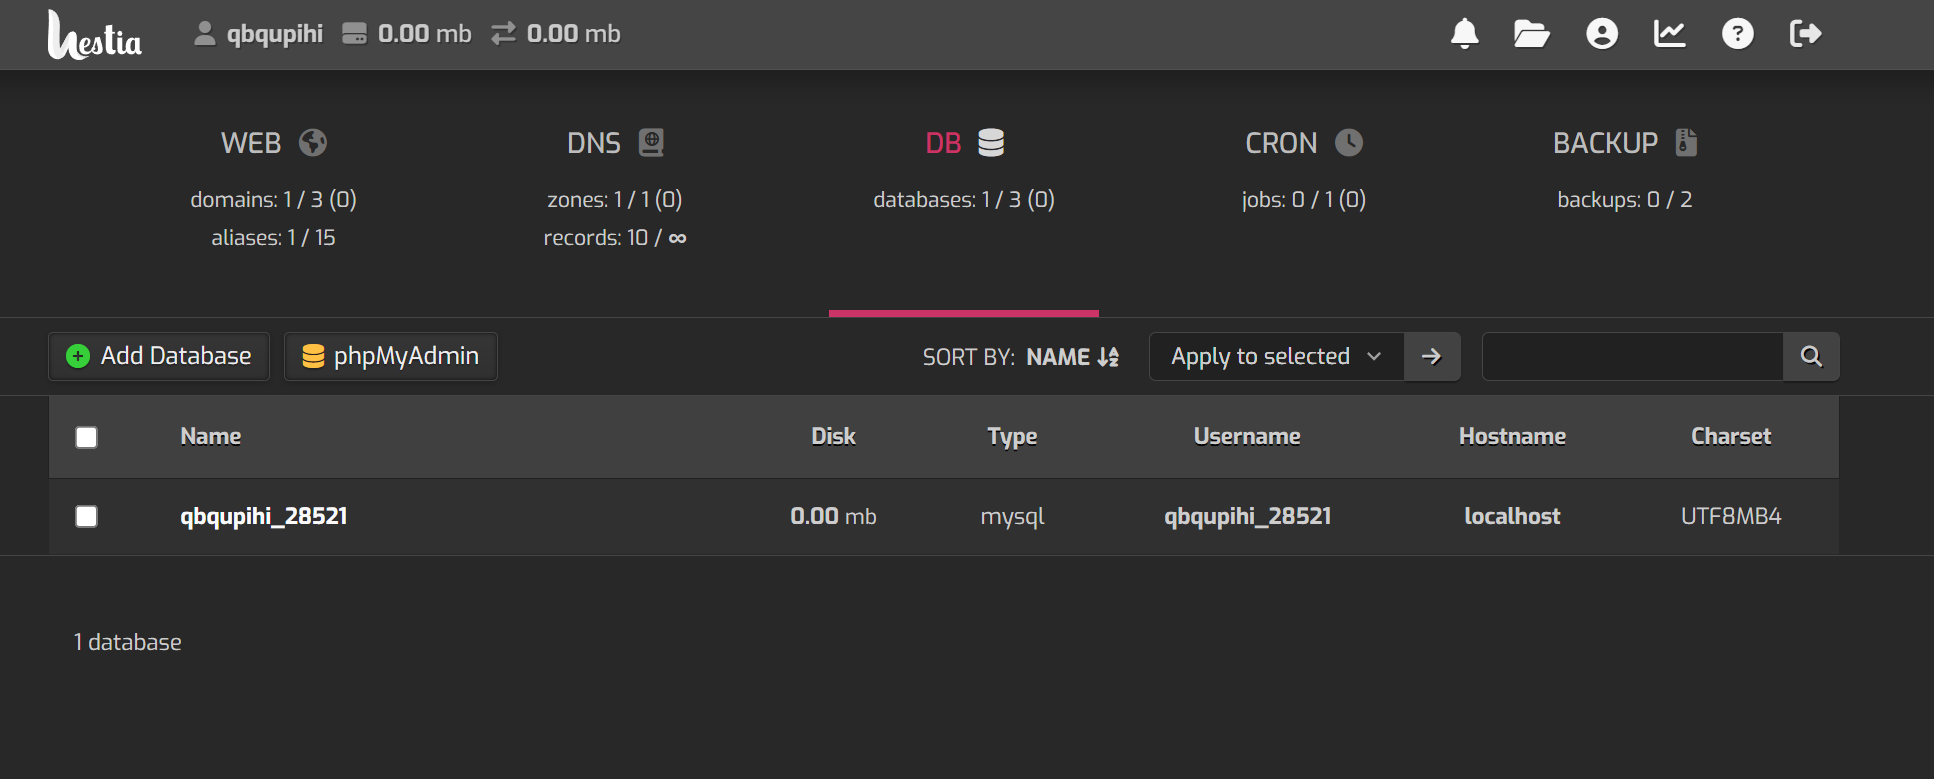 hestia qbqupihi 0.00 mb 0.00 mb
WEB DNS DB CRON BACKUP
domains: 1 / 3 (0) zones: 1 / 1 (0) databases: 1 / 3 (0) jobs: 0 / 1 (0) backups: 0 / 2
aliases: 1 / 15 records: 10 / ∞
Add Database phpMyAdmin SORT BY: NAME Apply to selected
Name Disk Type Username Hostname Charset
qbqupihi_28521 0.00 mb mysql qbqupihi_28521 localhost UTF8MB4
1 database